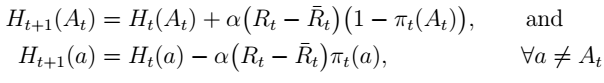 H_{t+1}(A_t) = H_t(A_t) + α(R_t − R̄_t)(1 − π_t(A_t)), and
H_{t+1}(a) = H_t(a) − α(R_t − R̄_t)π_t(a), ∀a ≠ A_t